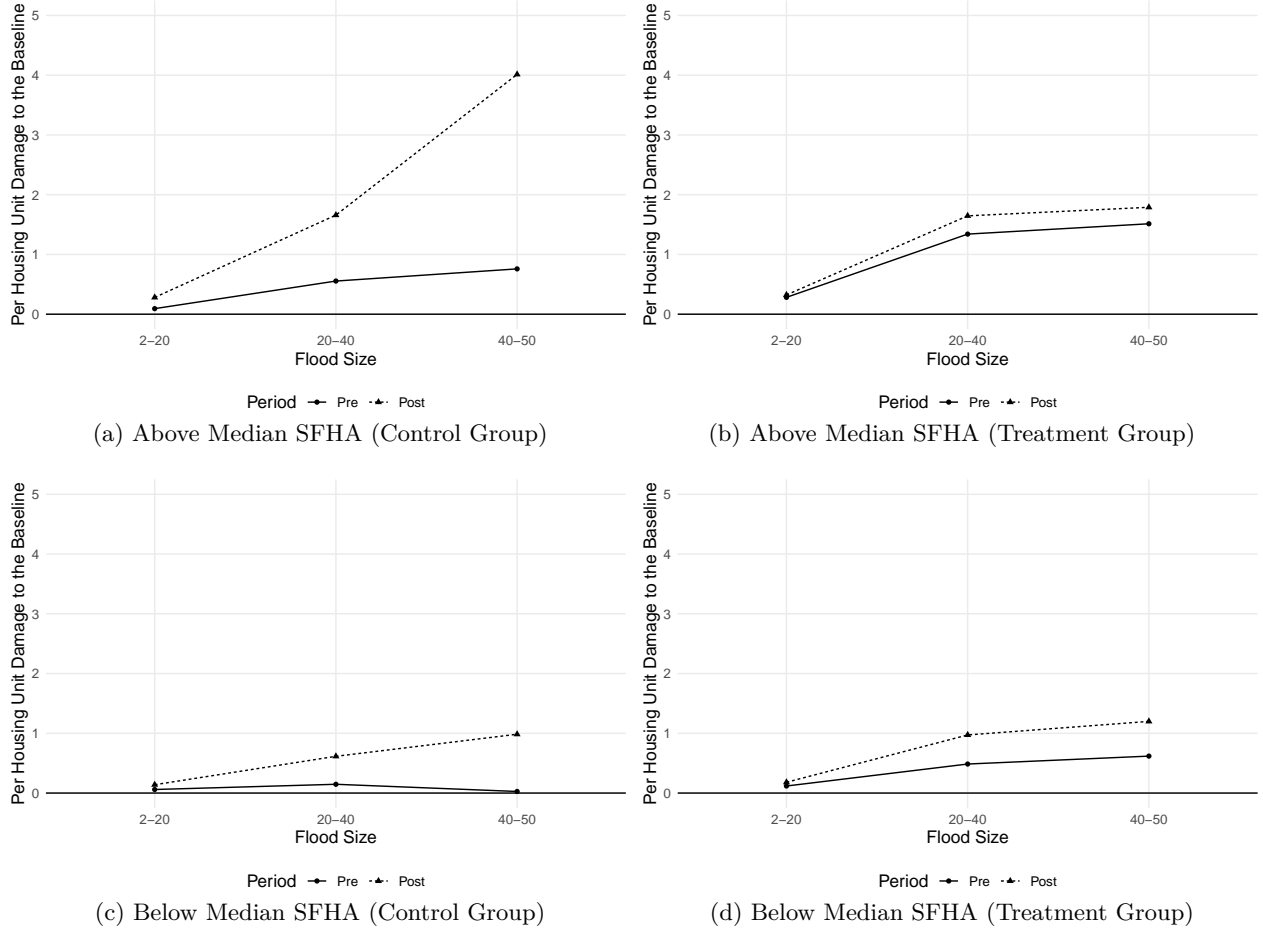 Per Housing Unit Damage to the Baseline
5
4
3
2
1
0
2–20
20–40
40–50
Flood Size
Period Pre Post
(a) Above Median SFHA (Control Group)
Per Housing Unit Damage to the Baseline
5
4
3
2
1
0
2–20
20–40
40–50
Flood Size
Period Pre Post
(b) Above Median SFHA (Treatment Group)
Per Housing Unit Damage to the Baseline
5
4
3
2
1
0
2–20
20–40
40–50
Flood Size
Period Pre Post
(c) Below Median SFHA (Control Group)
Per Housing Unit Damage to the Baseline
5
4
3
2
1
0
2–20
20–40
40–50
Flood Size
Period Pre Post
(d) Below Median SFHA (Treatment Group)